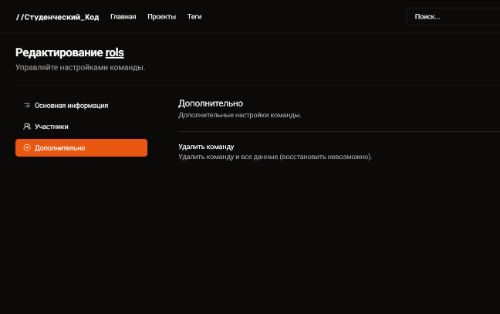 //Студенческий_Код Главная Проекты Теги Поиск...
Редактирование rols
Управляйте настройками команды.
Основная информация
Участники
Дополнительно
Дополнительно
Дополнительные настройки команды.
Удалить команду
Удалить команду и все данные (восстановить невозможно).